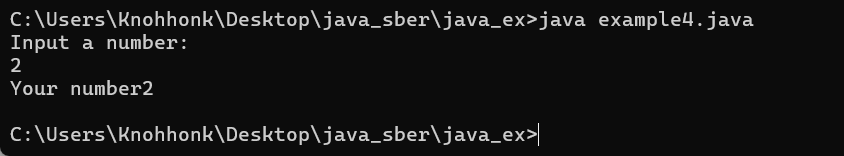 C:\Users\Knohhonk\Desktop\java_sber\java_ex>java example4.java
Input a number:
2
Your number2
C:\Users\Knohhonk\Desktop\java_sber\java_ex>